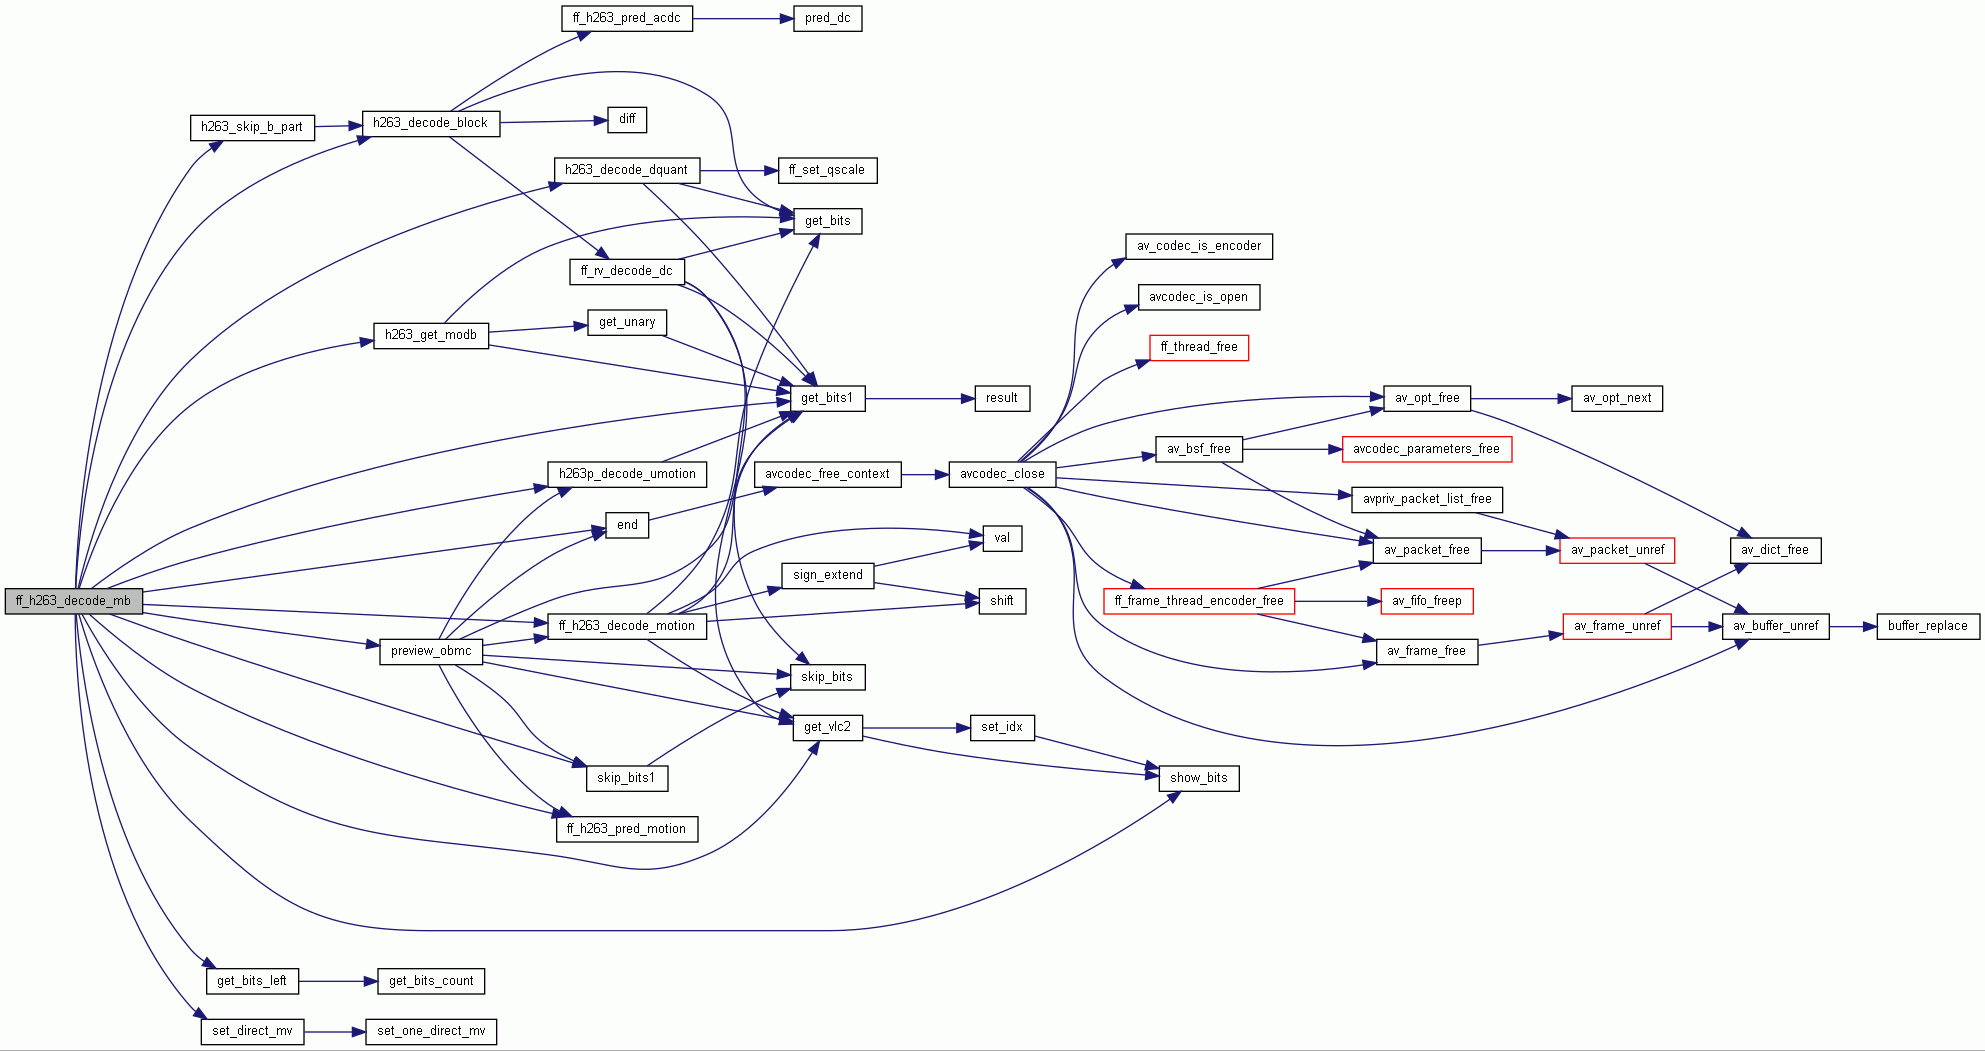 ff_h263_pred_acdc
pred_dc
h263_skip_b_part
h263_decode_block
diff
h263_decode_dquant
ff_set_qscale
get_bits
av_codec_is_encoder
ff_rv_decode_dc
avcodec_is_open
h263_get_modb
get_unary
ff_thread_free
get_bits1
result
av_opt_free
av_opt_next
av_bsf_free
avcodec_parameters_free
h263p_decode_umotion
avcodec_free_context
avcodec_close
avpriv_packet_list_free
end
val
av_packet_free
av_packet_unref
av_dict_free
sign_extend
ff_h263_decode_mb
shift
ff_frame_thread_encoder_free
av_fifo_freep
ff_h263_decode_motion
av_frame_unref
av_buffer_unref
buffer_replace
preview_obmc
av_frame_free
skip_bits
get_vlc2
set_idx
skip_bits1
show_bits
ff_h263_pred_motion
get_bits_left
get_bits_count
set_direct_mv
set_one_direct_mv